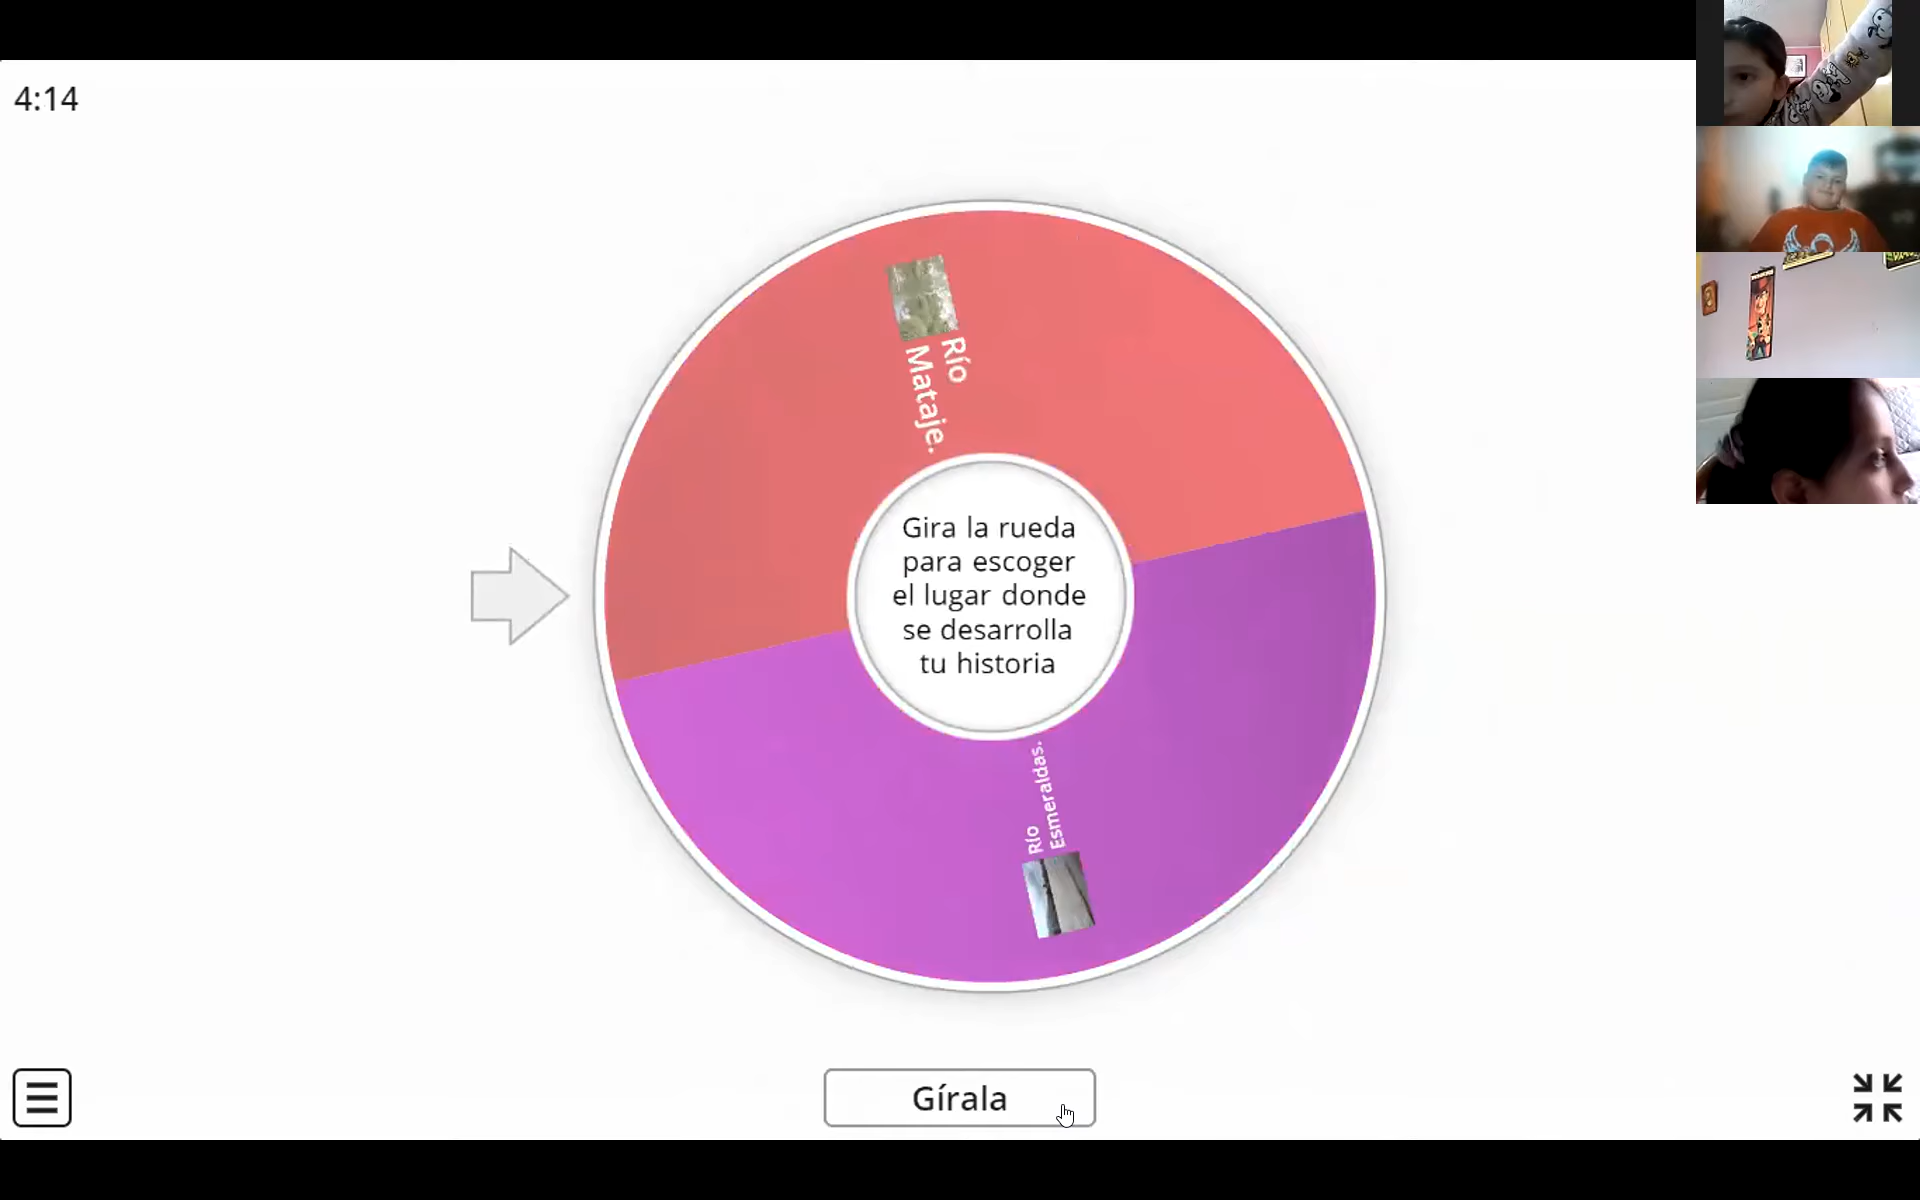 4:14
Río
Mataje.
Gira la rueda
para escoger
el lugar donde
se desarrolla
tu historia
Río
Esmeraldas.
Gírala